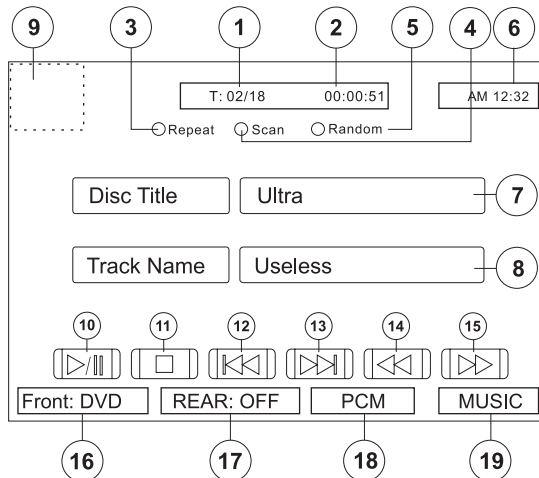 9 3 1 2 5 4 6
T: 02/18 00:00:51 AM 12:32
Repeat Scan Random
Disc Title Ultra 7
Track Name Useless 8
10 11 12 13 14 15
Front: DVD REAR: OFF PCM MUSIC
16 17 18 19